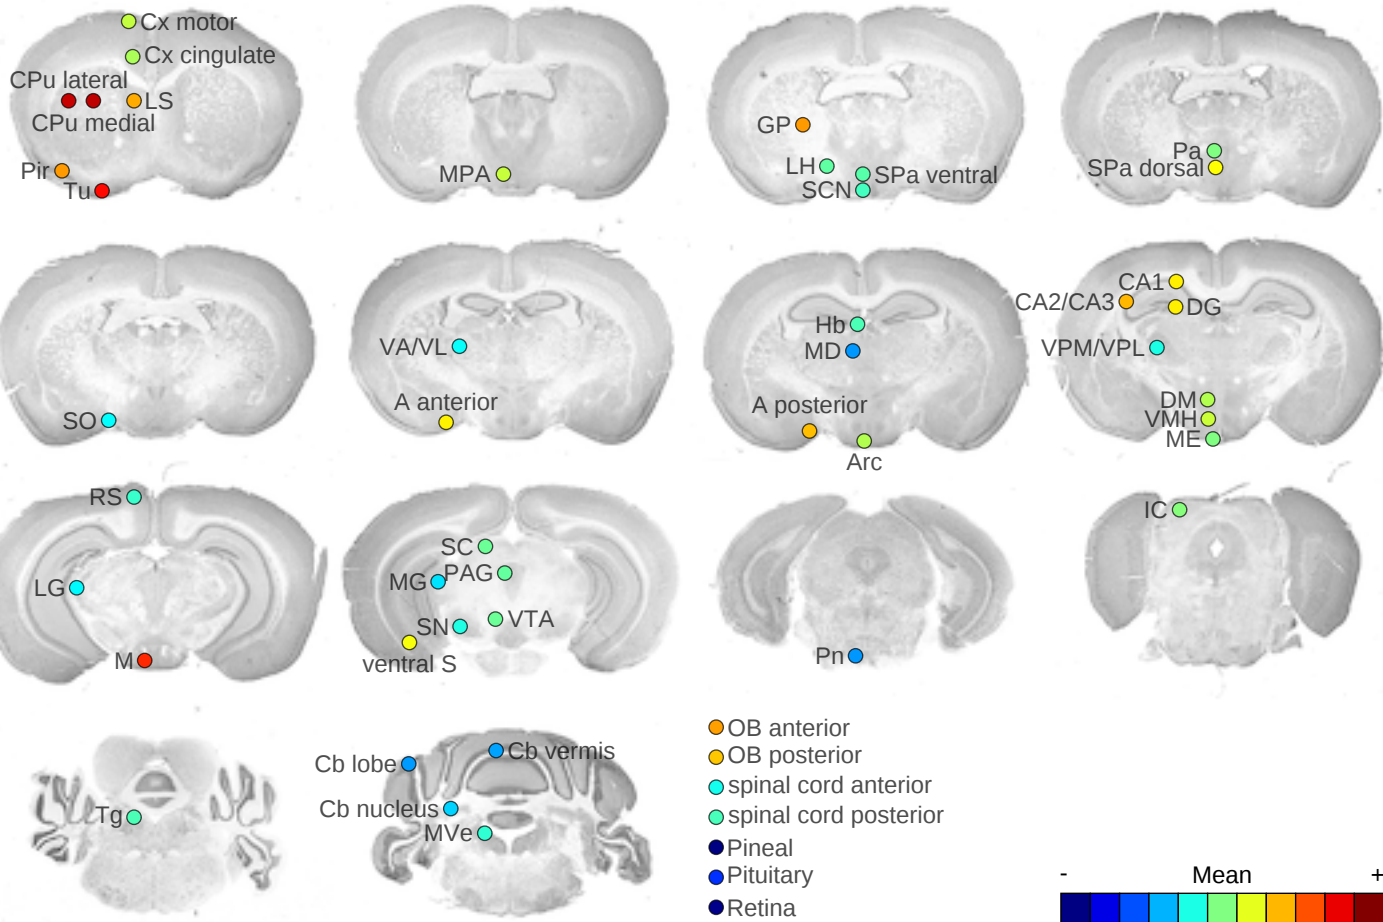 Cx motor
Cx cingulate
CPu lateral
LS
CPu medial
Pir
Tu
MPA
GP
LH
SPa ventral
SCN
Pa
SPa dorsal
SO
VA/VL
A anterior
Hb
MD
A posterior
Arc
CA1
CA2/CA3
DG
VPM/VPL
DM
VMH
ME
RS
LG
M
SC
PAG
MG
VTA
SN
ventral S
Pn
IC
Tg
Cb vermis
Cb lobe
Cb nucleus
MVe
OB anterior
OB posterior
spinal cord anterior
spinal cord posterior
Pineal
Pituitary
Retina
- Mean +